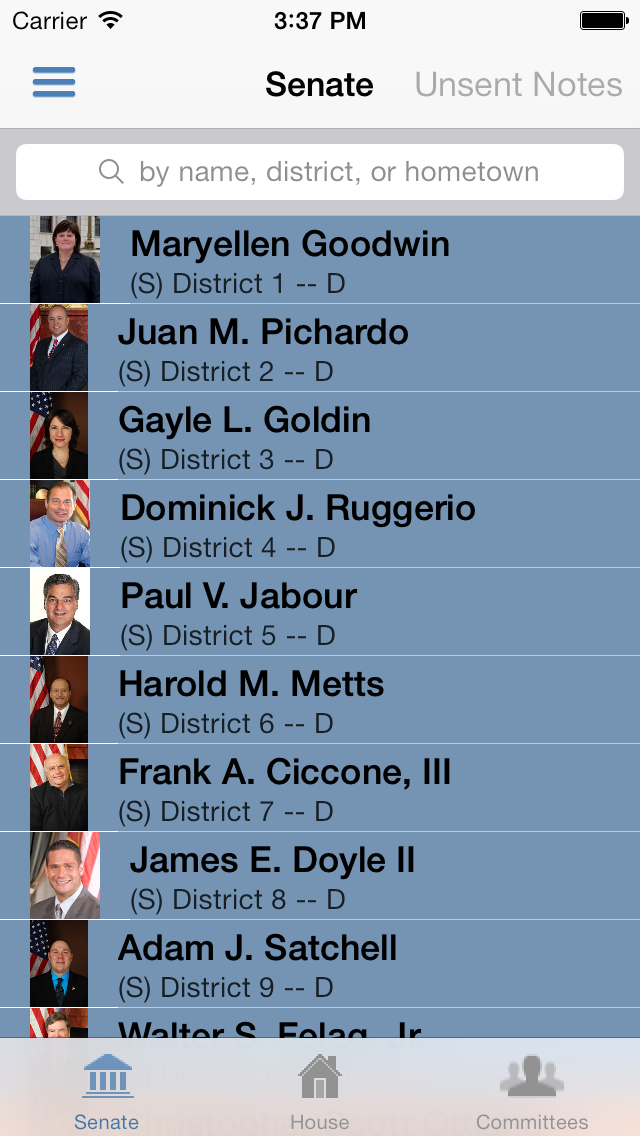 Carrier 3:37 PM
Senate Unsent Notes
by name, district, or hometown
Maryellen Goodwin
(S) District 1 -- D
Juan M. Pichardo
(S) District 2 -- D
Gayle L. Goldin
(S) District 3 -- D
Dominick J. Ruggerio
(S) District 4 -- D
Paul V. Jabour
(S) District 5 -- D
Harold M. Metts
(S) District 6 -- D
Frank A. Ciccone, III
(S) District 7 -- D
James E. Doyle II
(S) District 8 -- D
Adam J. Satchell
(S) District 9 -- D
Walter S. Felag, Jr
Senate House Committees